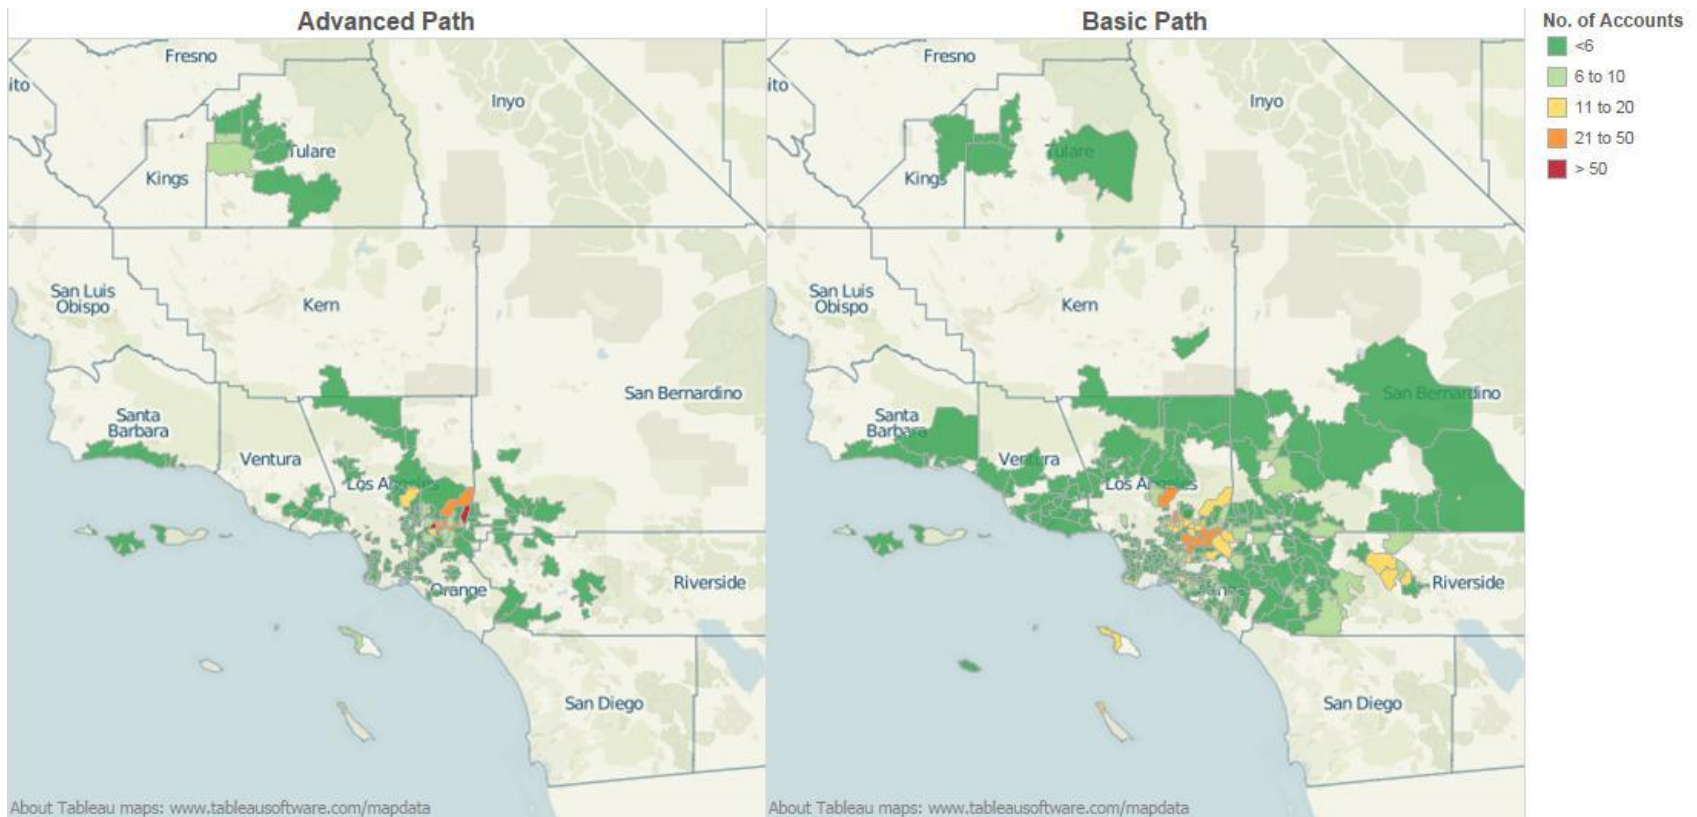 Advanced Path
Basic Path
No. of Accounts
<6
6 to 10
11 to 20
21 to 50
> 50
Fresno
ito
Inyo
Tulare
Kings
San Luis
Obispo
Kern
San Bernardino
Santa
Barbara
Ventura
Los Angeles
Orange
Riverside
San Diego
About Tableau maps: www.tableausoftware.com/mapdata
Fresno
ito
Inyo
Tulare
Kings
San Luis
Obispo
Kern
San Bernardino
Santa
Barbara
Ventura
Los Angeles
Riverside
San Diego
About Tableau maps: www.tableausoftware.com/mapdata